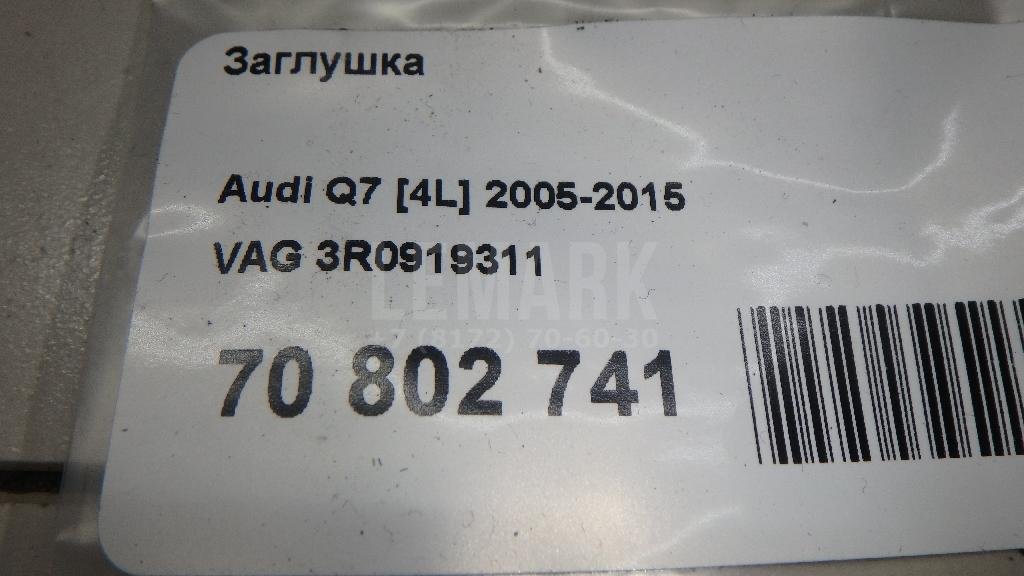 Заглушка
Audi Q7 [4L] 2005-2015
VAG 3R0919311
LEMARK
+7 (8172) 70-60-30
70 802 741